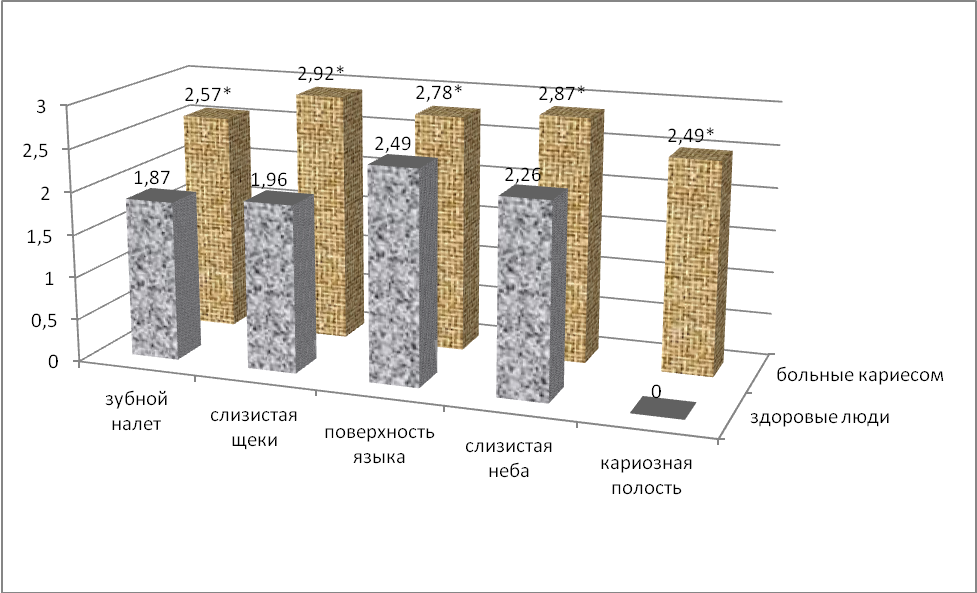 2,92*
2,57*
2,78*
2,87*
2,49*
2,49
1,87
1,96
2,26
0
3
2,5
2
1,5
1
0,5
0
больные кариесом
здоровые люди
зубной
налет
слизистая
щеки
поверхность
языка
слизистая
неба
кариозная
полость